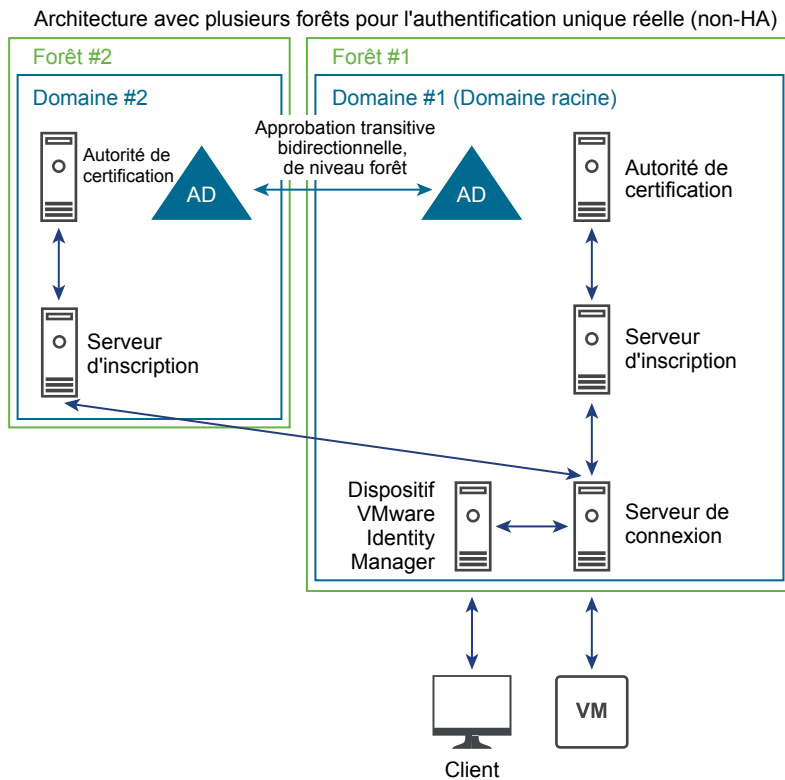 Architecture avec plusieurs forêts pour l'authentification unique réelle (non-HA)
Forêt #2
Forêt #1
Domaine #2
Domaine #1 (Domaine racine)
Autorité de
certification
AD
Approbation transitive
bidirectionnelle,
de niveau forêt
AD
Autorité de
certification
Serveur
d'inscription
Serveur
d'inscription
Dispositif
VMware
Identity
Manager
Serveur de
connexion
Client
VM